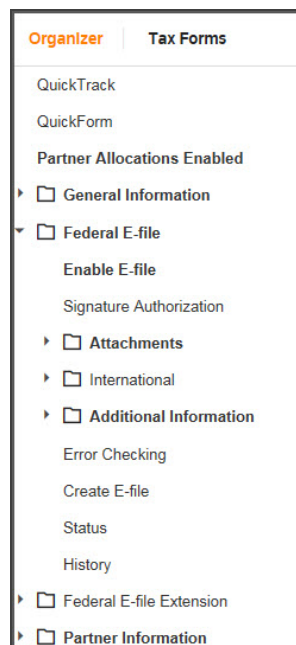 Organizer Tax Forms
QuickTrack
QuickForm
Partner Allocations Enabled
General Information
Federal E-file
Enable E-file
Signature Authorization
Attachments
International
Additional Information
Error Checking
Create E-file
Status
History
Federal E-file Extension
Partner Information